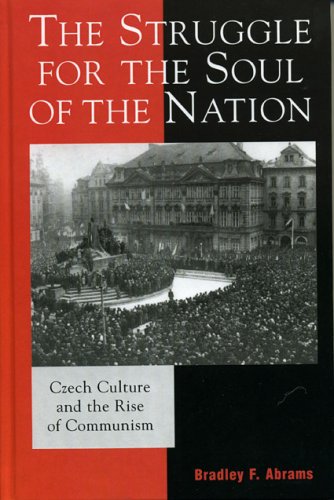 THE STRUGGLE
FOR THE SOUL
OF THE NATION
Czech Culture
and the Rise
of Communism
Bradley F. Abrams